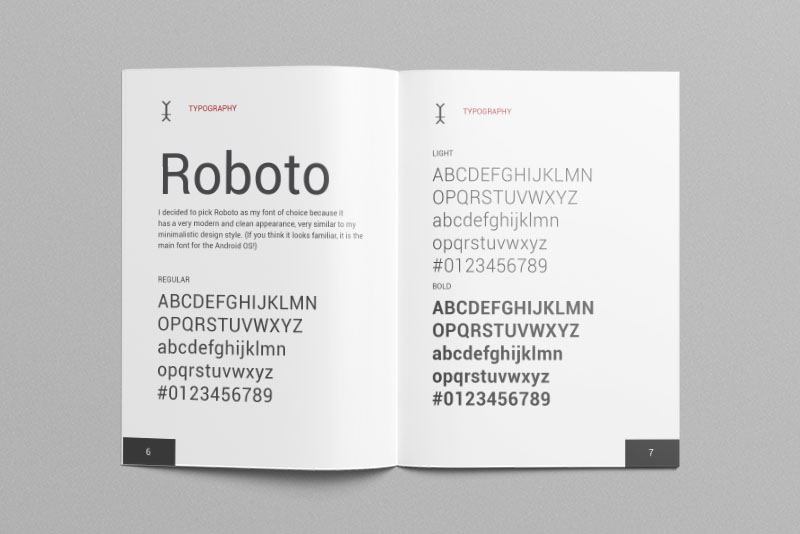 TYPOGRAPHY
Roboto
I decided to pick Roboto as my font of choice because it
has a very modern and clean appearance, very similar to my
minimalistic design style. (If you think it looks familiar, it is the
main font for the Android OS!)
REGULAR
ABCDEFGHIJKLMN
OPQRSTUVWXYZ
abcdefghijklmn
opqrstuvwxyz
#0123456789
6
TYPOGRAPHY
LIGHT
ABCDEFGHIJKLMN
OPQRSTUVWXYZ
abcdefghijklmn
opqrstuvwxyz
#0123456789
BOLD
ABCDEFGHIJKLMN
OPQRSTUVWXYZ
abcdefghijklmn
opqrstuvwxyz
#0123456789
7